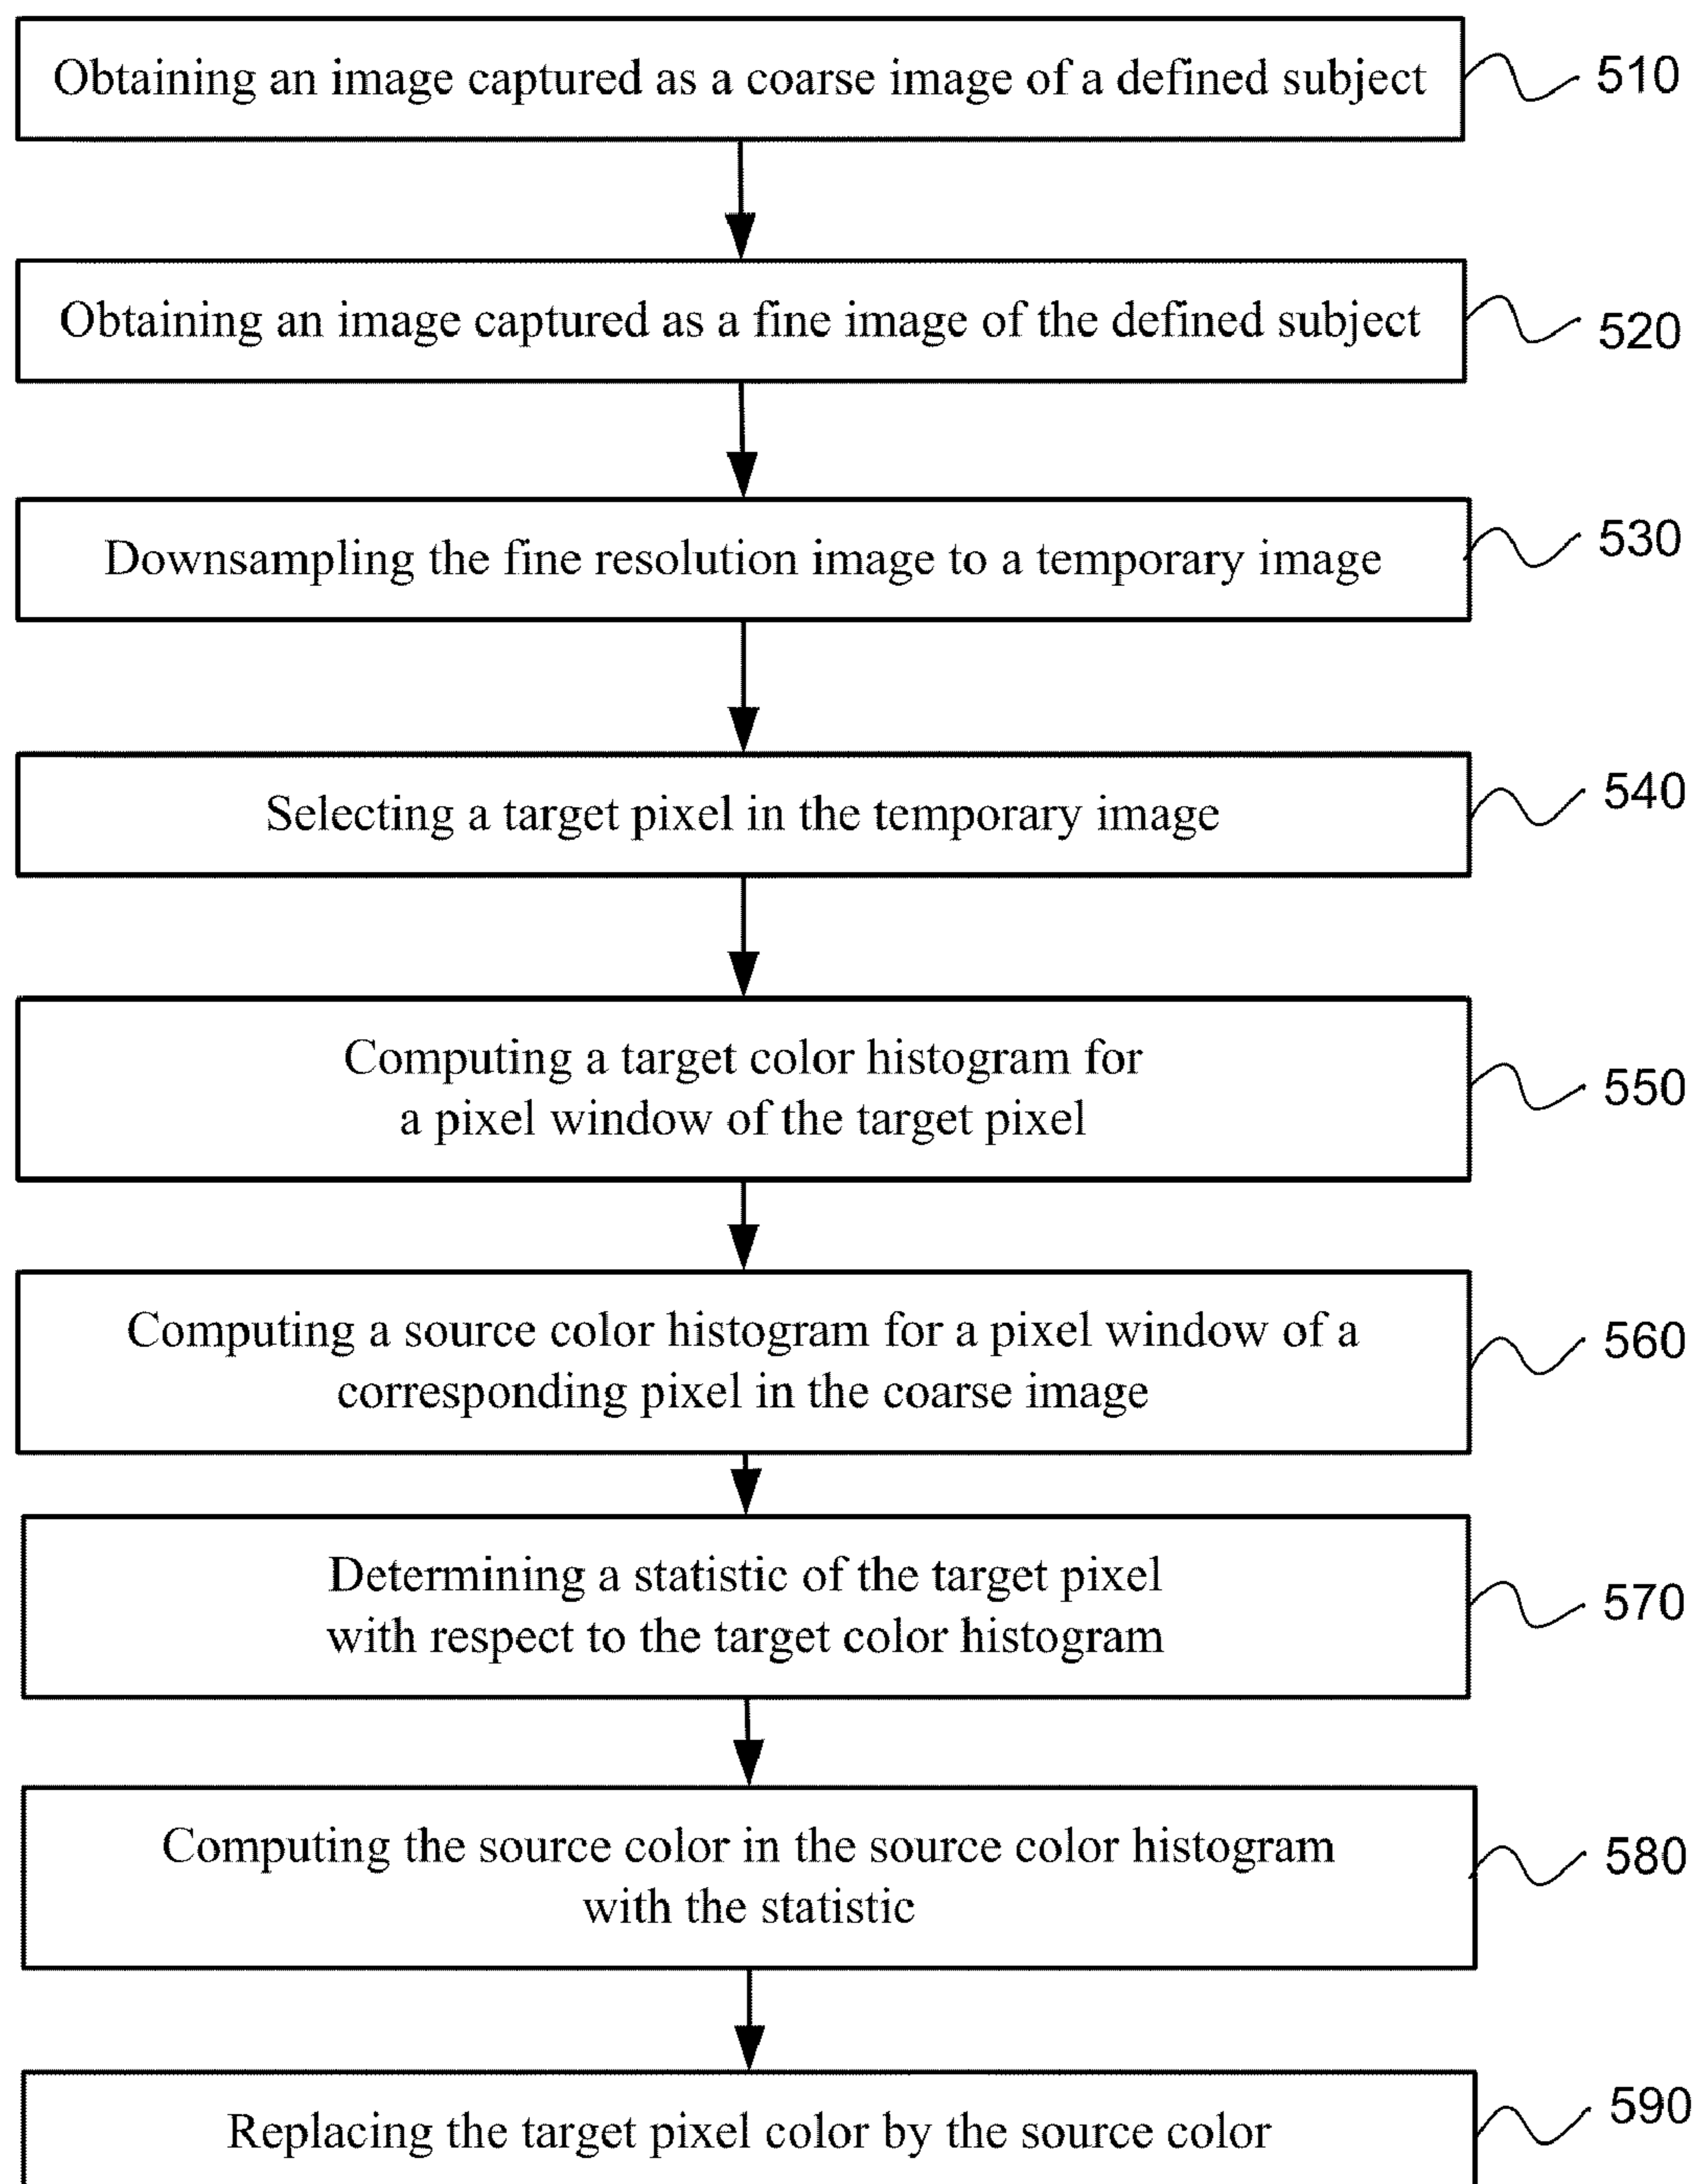 Obtaining an image captured as a coarse image of a defined subject
510
Obtaining an image captured as a fine image of the defined subject
520
Downsampling the fine resolution image to a temporary image
530
Selecting a target pixel in the temporary image
540
Computing a target color histogram for
a pixel window of the target pixel
550
Computing a source color histogram for a pixel window of a
corresponding pixel in the coarse image
560
Determining a statistic of the target pixel
with respect to the target color histogram
570
Computing the source color in the source color histogram
with the statistic
580
Replacing the target pixel color by the source color
590